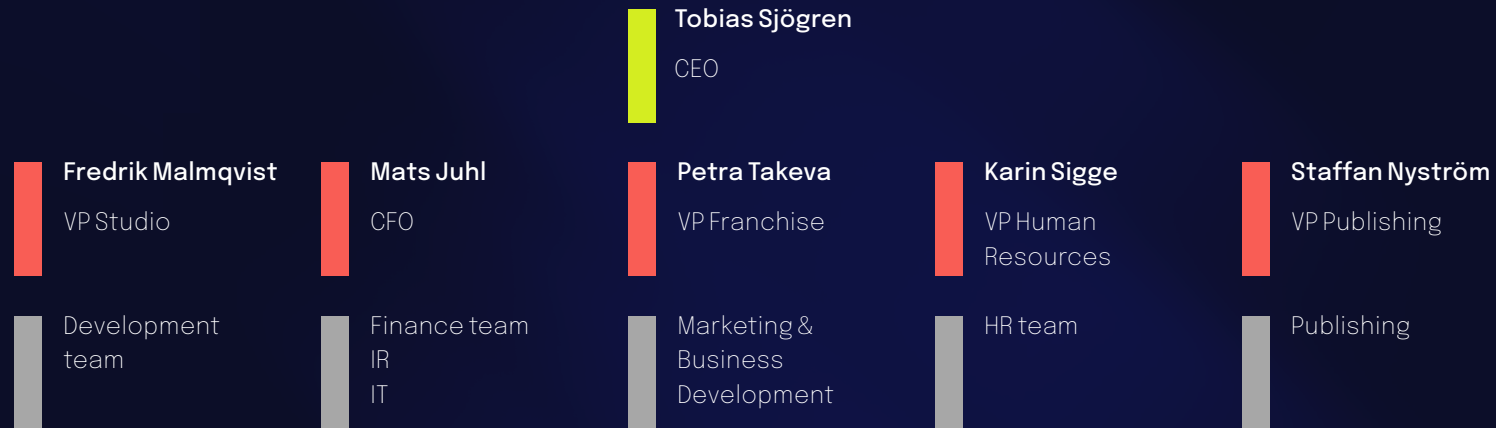 Tobias Sjögren
CEO
Fredrik Malmqvist
VP Studio
Mats Juhl
CFO
Petra Takeva
VP Franchise
Karin Sigge
VP Human
Resources
Staffan Nyström
VP Publishing
Development
team
Finance team
IR
IT
Marketing &
Business
Development
HR team
Publishing